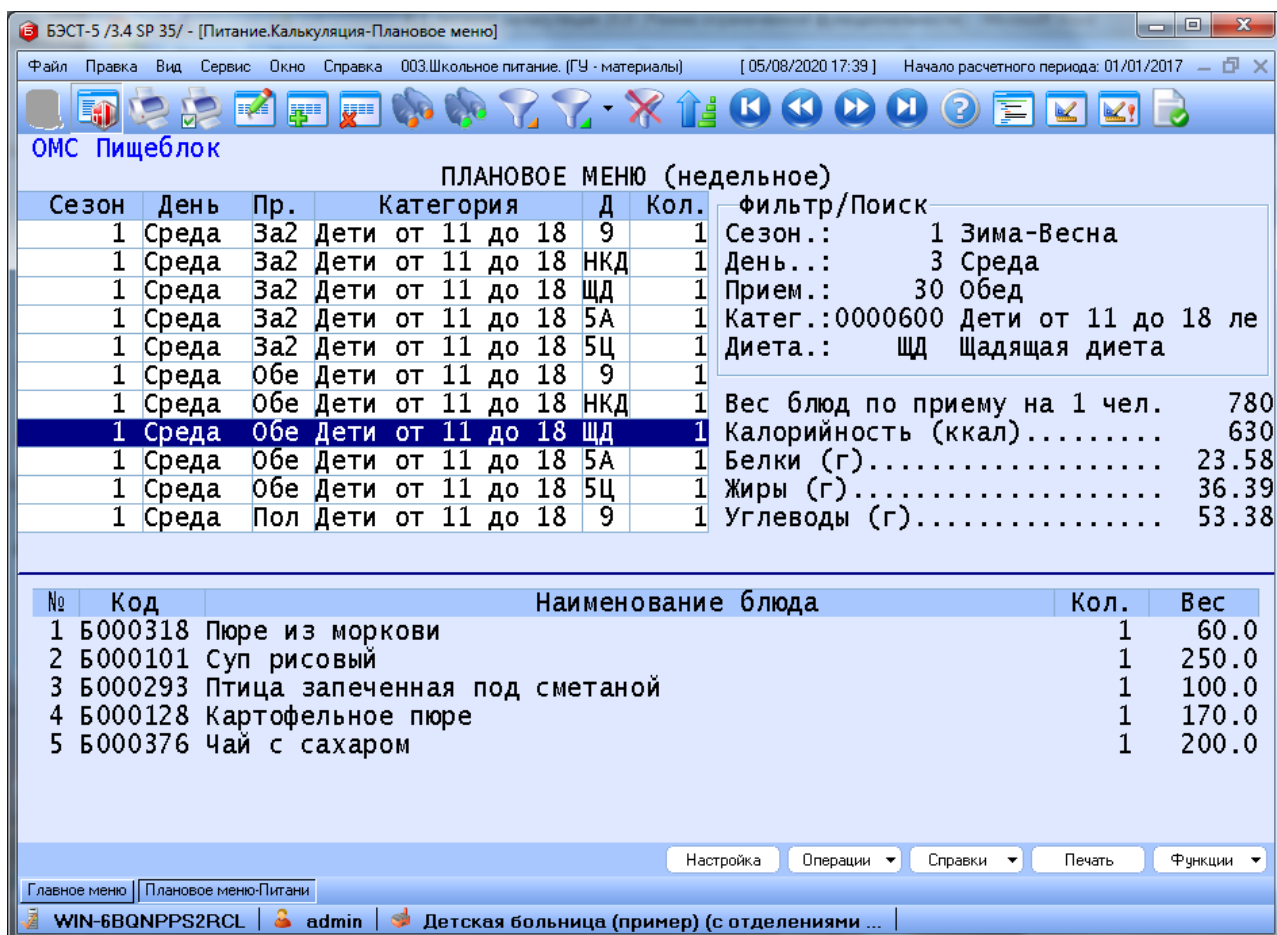 БЭСТ-5 /3.4 SP 35/ - [Питание.Калькуляция-Плановое меню]
Файл Правка Вид Сервис Окно Справка 003.Школьное питание. (ГУ - материалы) [ 05/08/2020 17:39 ] Начало расчетного периода: 01/01/2017
ОМС Пищеблок
ПЛАНОВОЕ МЕНЮ (недельное)
Сезон День Пр. Категория Д Кол.
1 Среда За2 Дети от 11 до 18 9 1
1 Среда За2 Дети от 11 до 18 НКД 1
1 Среда За2 Дети от 11 до 18 ЩД 1
1 Среда За2 Дети от 11 до 18 5А 1
1 Среда За2 Дети от 11 до 18 5Ц 1
1 Среда Обе Дети от 11 до 18 9 1
1 Среда Обе Дети от 11 до 18 НКД 1
1 Среда Обе Дети от 11 до 18 ЩД 1
1 Среда Обе Дети от 11 до 18 5А 1
1 Среда Обе Дети от 11 до 18 5Ц 1
1 Среда Пол Дети от 11 до 18 9 1
Фильтр/Поиск
Сезон.: 1 Зима-Весна
День..: 3 Среда
Прием.: 30 Обед
Катег.:0000600 Дети от 11 до 18 ле
Диета.: ЩД Щадящая диета
Вес блюд по приему на 1 чел. 780
Калорийность (ккал)......... 630
Белки (г)................... 23.58
Жиры (г).................... 36.39
Углеводы (г)................ 53.38
№ Код Наименование блюда Кол. Вес
1 Б000318 Пюре из моркови 1 60.0
2 Б000101 Суп рисовый 1 250.0
3 Б000293 Птица запеченная под сметаной 1 100.0
4 Б000128 Картофельное пюре 1 170.0
5 Б000376 Чай с сахаром 1 200.0
Настройка Операции Справки Печать Функции
Главное меню Плановое меню-Питани
WIN-6BQNPPS2RCL admin Детская больница (пример) (с отделениями ...